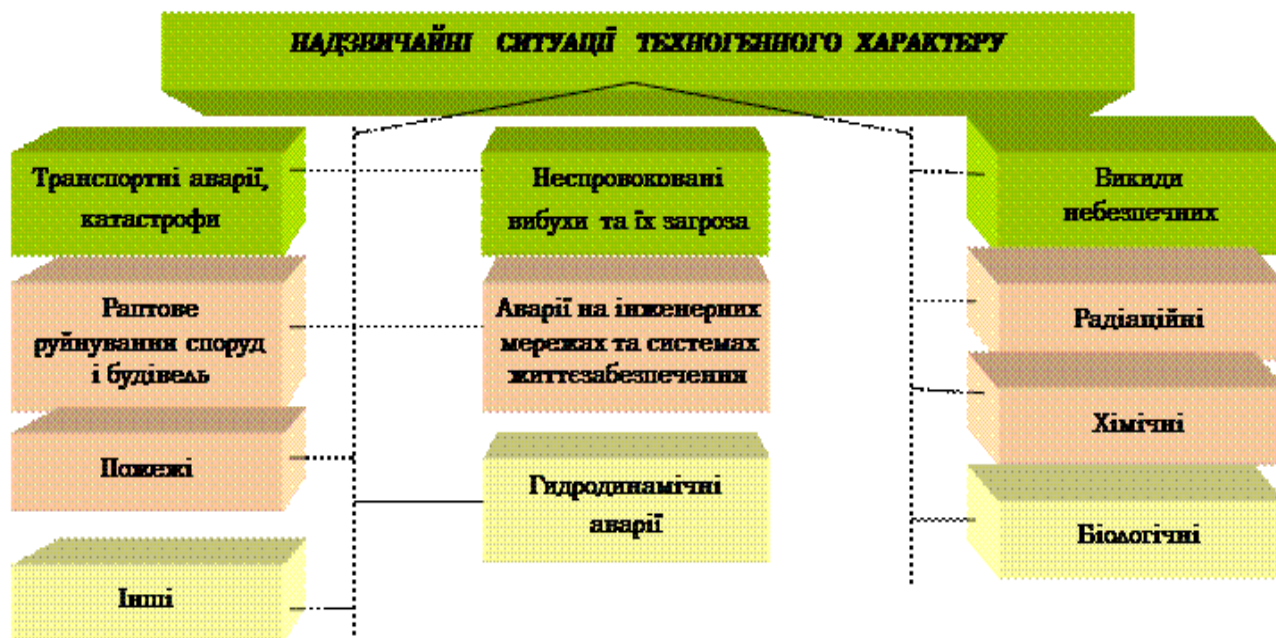 НАДЗВИЧАЙНІ СИТУАЦІЇ ТЕХНОГЕННОГО ХАРАКТЕРУ
Транспортні аварії,
катастрофи
Неспровоковані
вибухи та їх загроза
Викиди
небезпечних
Раптове
руйнування споруд
і будівель
Аварії на інженерних
мережах та системах
життєзабезпечення
Радіаційні
Хімічні
Пожежі
Гидродинамічні
аварії
Біологічні
Інші